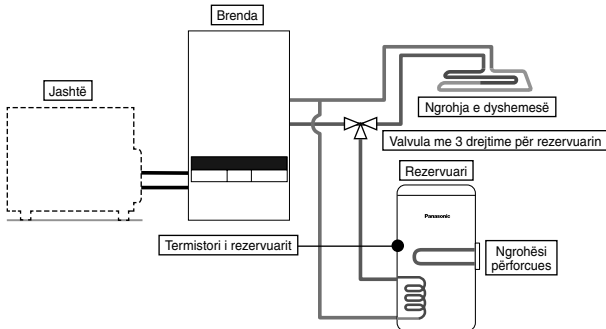 Brenda
Jashtë
Ngrohja e dyshemesë
Valvula me 3 drejtime për rezervuarin
Rezervuari
Panasonic
Termistori i rezervuarit
Ngrohësi
përforcues